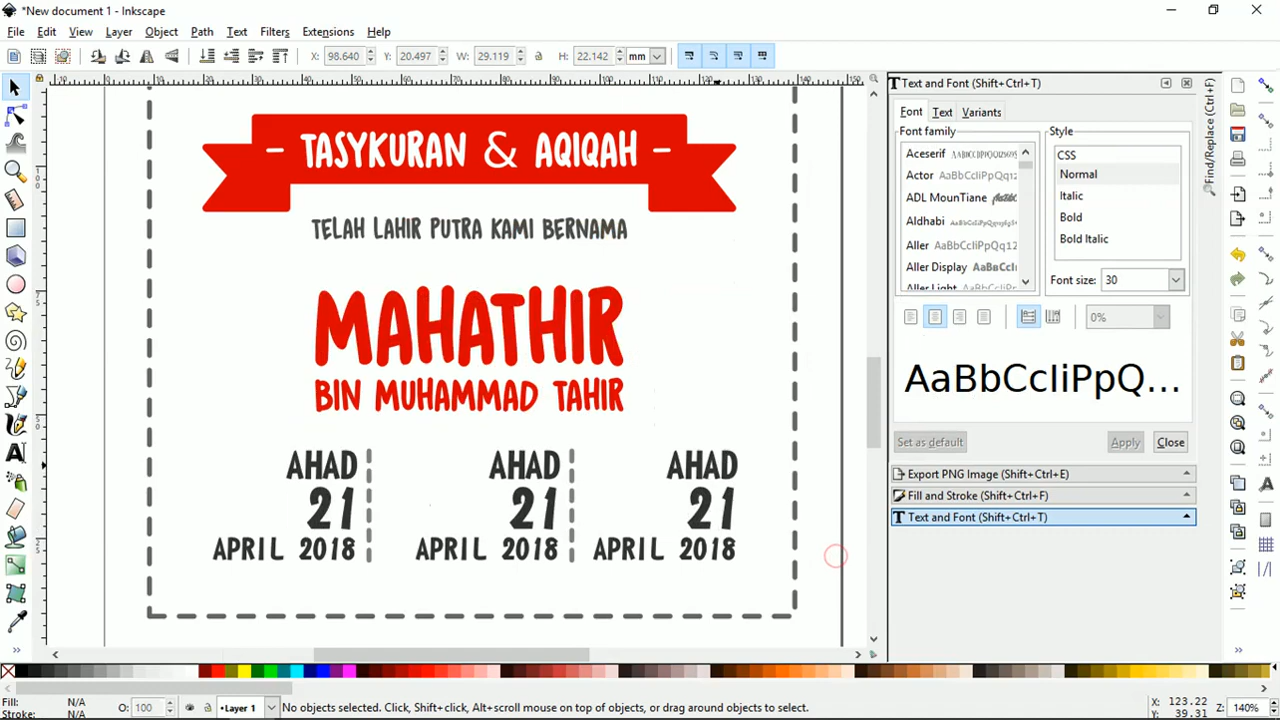 *New document 1 - Inkscape
File Edit View Layer Object Path Text Filters Extensions Help
X: 98.640 Y: 20.497 W: 29.119 H: 22.142 mm
Text and Font (Shift+Ctrl+T)
Font Text Variants
Font family
Style
Aceserif
Actor AaBbCcIiPpQq12
ADL MounTiane
Aldhabi
Aller AaBbCcIiPpQq12
Aller Display AaBbCcI
Aller Light
CSS
Normal
Italic
Bold
Bold Italic
Font size: 30
0%
AaBbCcIiPpQ...
Set as default Apply Close
Export PNG Image (Shift+Ctrl+E)
Fill and Stroke (Shift+Ctrl+F)
Text and Font (Shift+Ctrl+T)
Find/Replace (Ctrl+F)
- TASYKURAN & AQIQAH -
TELAH LAHIR PUTRA KAMI BERNAMA
MAHATHIR
BIN MUHAMMAD TAHIR
AHAD
21
APRIL 2018
AHAD
21
APRIL 2018
AHAD
21
APRIL 2018
Fill: N/A
Stroke: N/A
O: 100
Layer 1
No objects selected. Click, Shift+click, Alt+scroll mouse on top of objects, or drag around objects to select.
X: 123.22
Y: 39.31
Z: 140%